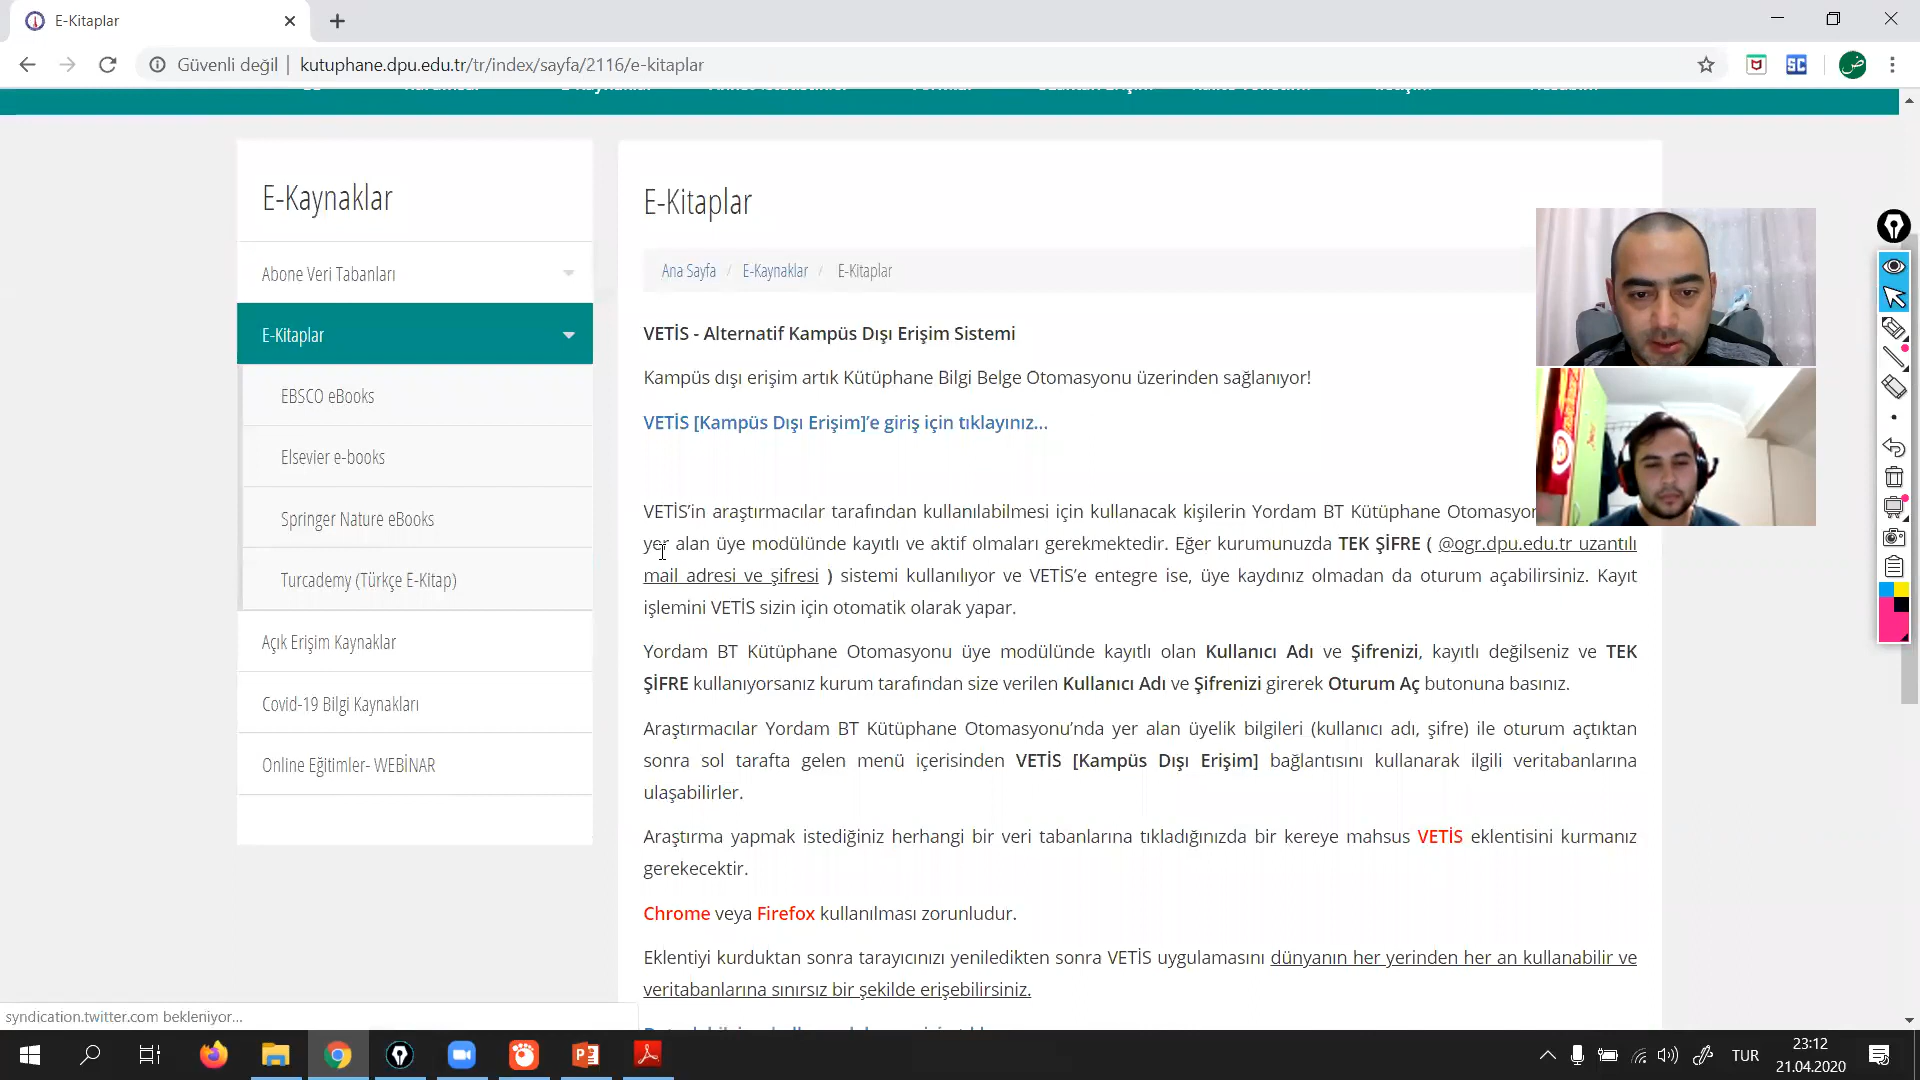 E-Kitaplar
Güvenli değil
kutuphane.dpu.edu.tr/tr/index/sayfa/2116/e-kitaplar
E-Kaynaklar
Abone Veri Tabanları
E-Kitaplar
EBSCO eBooks
Elsevier e-books
Springer Nature eBooks
Turcademy (Türkçe E-Kitap)
Açık Erişim Kaynaklar
Covid-19 Bilgi Kaynakları
Online Eğitimler- WEBİNAR
E-Kitaplar
Ana Sayfa / E-Kaynaklar / E-Kitaplar
VETİS - Alternatif Kampüs Dışı Erişim Sistemi
Kampüs dışı erişim artık Kütüphane Bilgi Belge Otomasyonu üzerinden sağlanıyor!
VETİS [Kampüs Dışı Erişim]'e giriş için tıklayınız...
VETİS'in araştırmacılar tarafından kullanılabilmesi için kullanacak kişilerin Yordam BT Kütüphane
yer alan üye modülünde kayıtlı ve aktif olmaları gerekmektedir. Eğer kurumunuzda TEK ŞİFRE ( @ogr.dpu.edu.tr uzantılı
mail adresi ve şifresi ) sistemi kullanılıyor ve VETİS'e entegre ise, üye kaydınız olmadan da oturum açabilirsiniz. Kayıt
işlemini VETİS sizin için otomatik olarak yapar.
Yordam BT Kütüphane Otomasyonu üye modülünde kayıtlı olan Kullanıcı Adı ve Şifrenizi, kayıtlı değilseniz ve TEK
ŞİFRE kullanıyorsanız kurum tarafından size verilen Kullanıcı Adı ve Şifrenizi girerek Oturum Aç butonuna basınız.
Araştırmacılar Yordam BT Kütüphane Otomasyonu'nda yer alan üyelik bilgileri (kullanıcı adı, şifre) ile oturum açtıktan
sonra sol tarafta gelen menü içerisinden VETİS [Kampüs Dışı Erişim] bağlantısını kullanarak ilgili veritabanlarına
ulaşabilirler.
Araştırma yapmak istediğiniz herhangi bir veri tabanlarına tıkladığınızda bir kereye mahsus VETİS eklentisini kurmanız
gerekecektir.
Chrome veya Firefox kullanılması zorunludur.
Eklentiyi kurduktan sonra tarayıcınızı yeniledikten sonra VETİS uygulamasını dünyanın her yerinden her an kullanabilir ve
veritabanlarına sınırsız bir şekilde erişebilirsiniz.
syndication.twitter.com bekleniyor...
TUR
23:12
21.04.2020